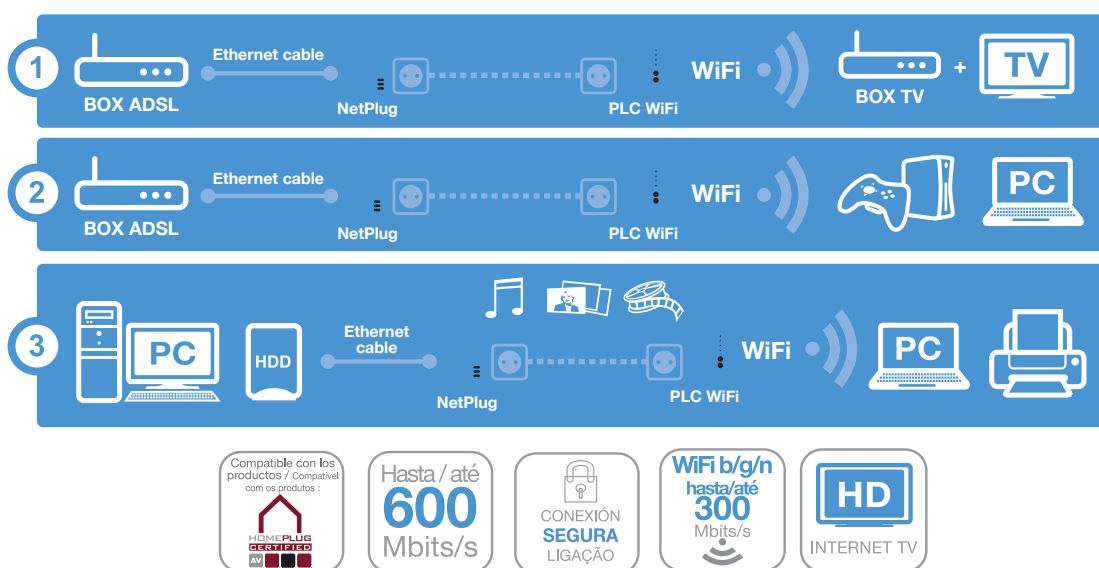 1
BOX ADSL
Ethernet cable
NetPlug
PLC WiFi
WiFi
BOX TV
+
TV
2
BOX ADSL
Ethernet cable
NetPlug
PLC WiFi
WiFi
PC
3
PC
HDD
Ethernet
cable
NetPlug
PLC WiFi
WiFi
PC
Compatible con los
productos / Compatível
com os produtos :
HOMEPLUG
CERTIFIED
AV
Hasta / até
600
Mbits/s
CONEXIÓN
SEGURA
LIGAÇÃO
WiFi b/g/n
hasta/até
300
Mbits/s
HD
INTERNET TV